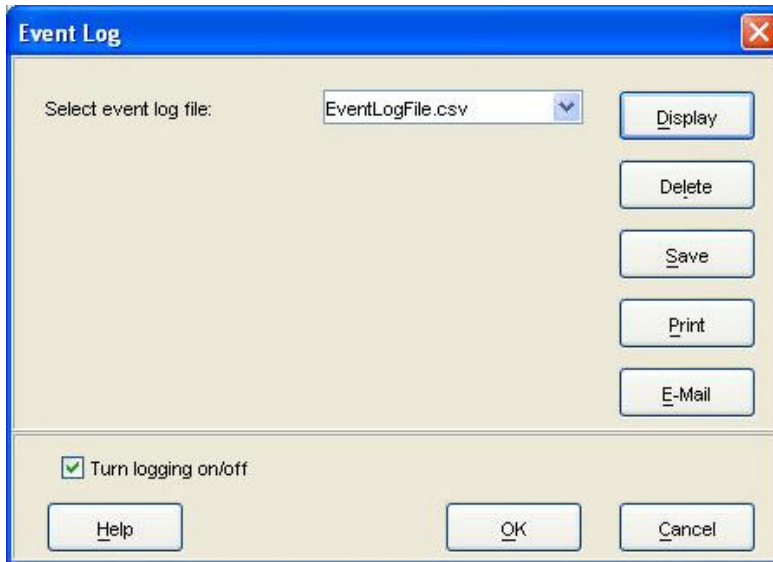 Event Log
Select event log file:
EventLogFile.csv
Display
Delete
Save
Print
E-Mail
Turn logging on/off
Help
OK
Cancel